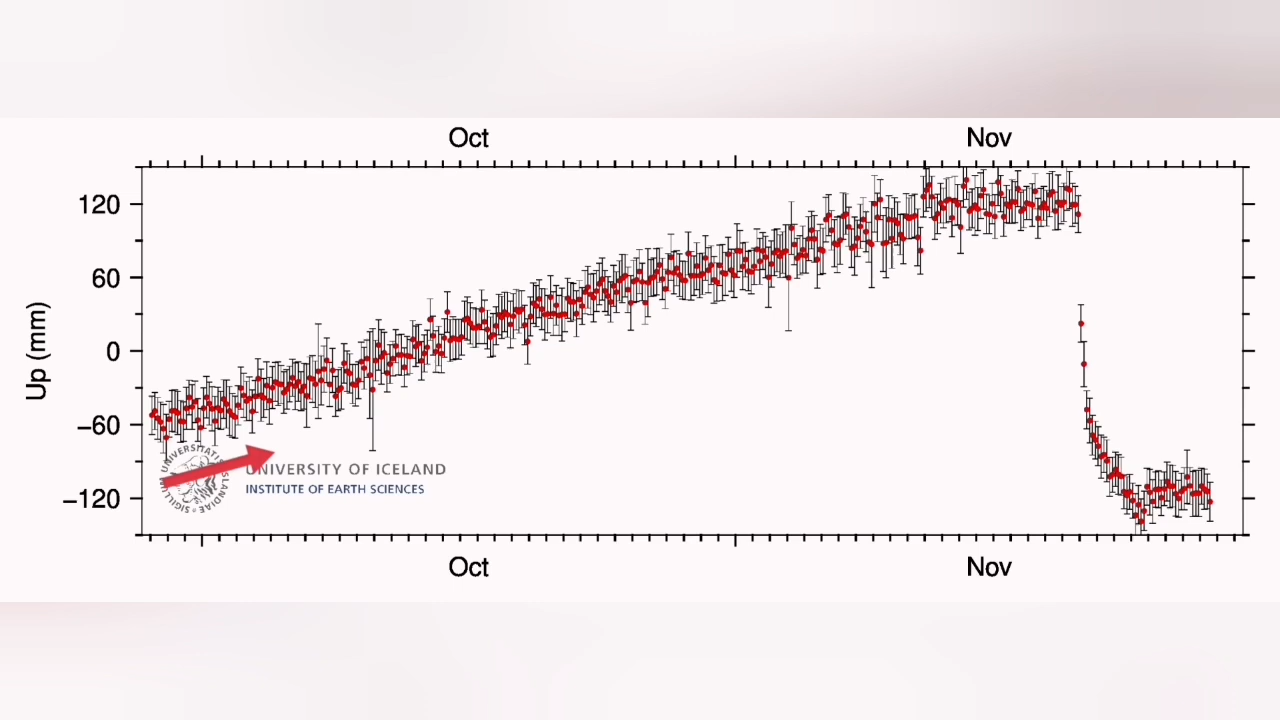 Oct Nov
120
60
0
−60
−120
Up (mm)
UNIVERSITY OF ICELAND
INSTITUTE OF EARTH SCIENCES
Oct Nov